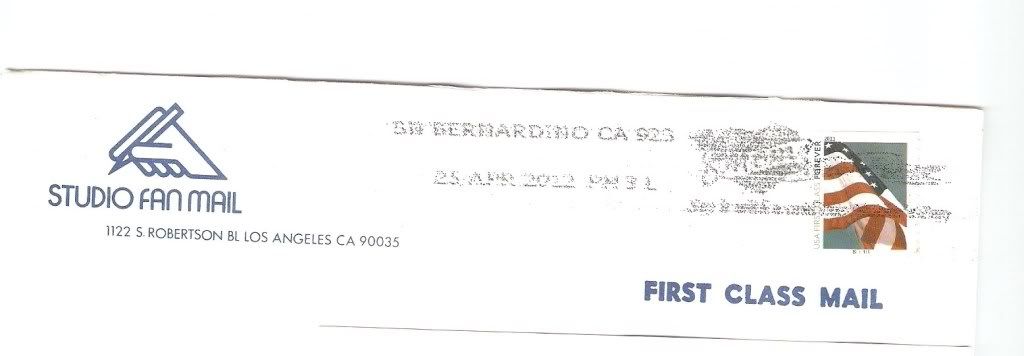 STUDIO FAN MAIL
1122 S. ROBERTSON BL LOS ANGELES CA 90035
SN BERNARDINO CA 923
25 APR 2012 PM 3 L
USA FIRST-CLASS FOREVER
FIRST CLASS MAIL